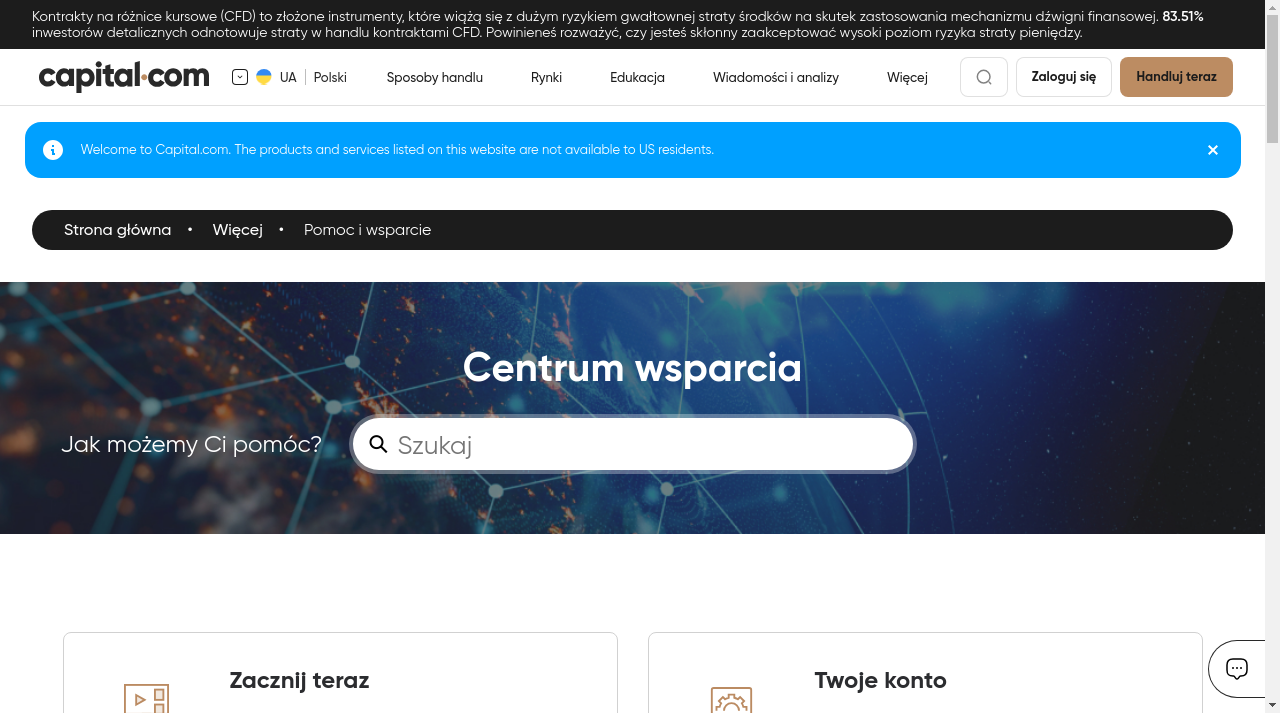 Kontrakty na różnice kursowe (CFD) to złożone instrumenty, które wiążą się z dużym ryzykiem gwałtownej straty środków na skutek zastosowania mechanizmu dźwigni finansowej. 83.51%
inwestorów detalicznych odnotowuje straty w handlu kontraktami CFD. Powinieneś rozważyć, czy jesteś skłonny zaakceptować wysoki poziom ryzyka straty pieniędzy.
capital.com UA Polski Sposoby handlu Rynki Edukacja Wiadomości i analizy Więcej Zaloguj się Handluj teraz
Welcome to Capital.com. The products and services listed on this website are not available to US residents.
Strona główna • Więcej • Pomoc i wsparcie
Centrum wsparcia
Jak możemy Ci pomóc? Szukaj
Zacznij teraz Twoje konto